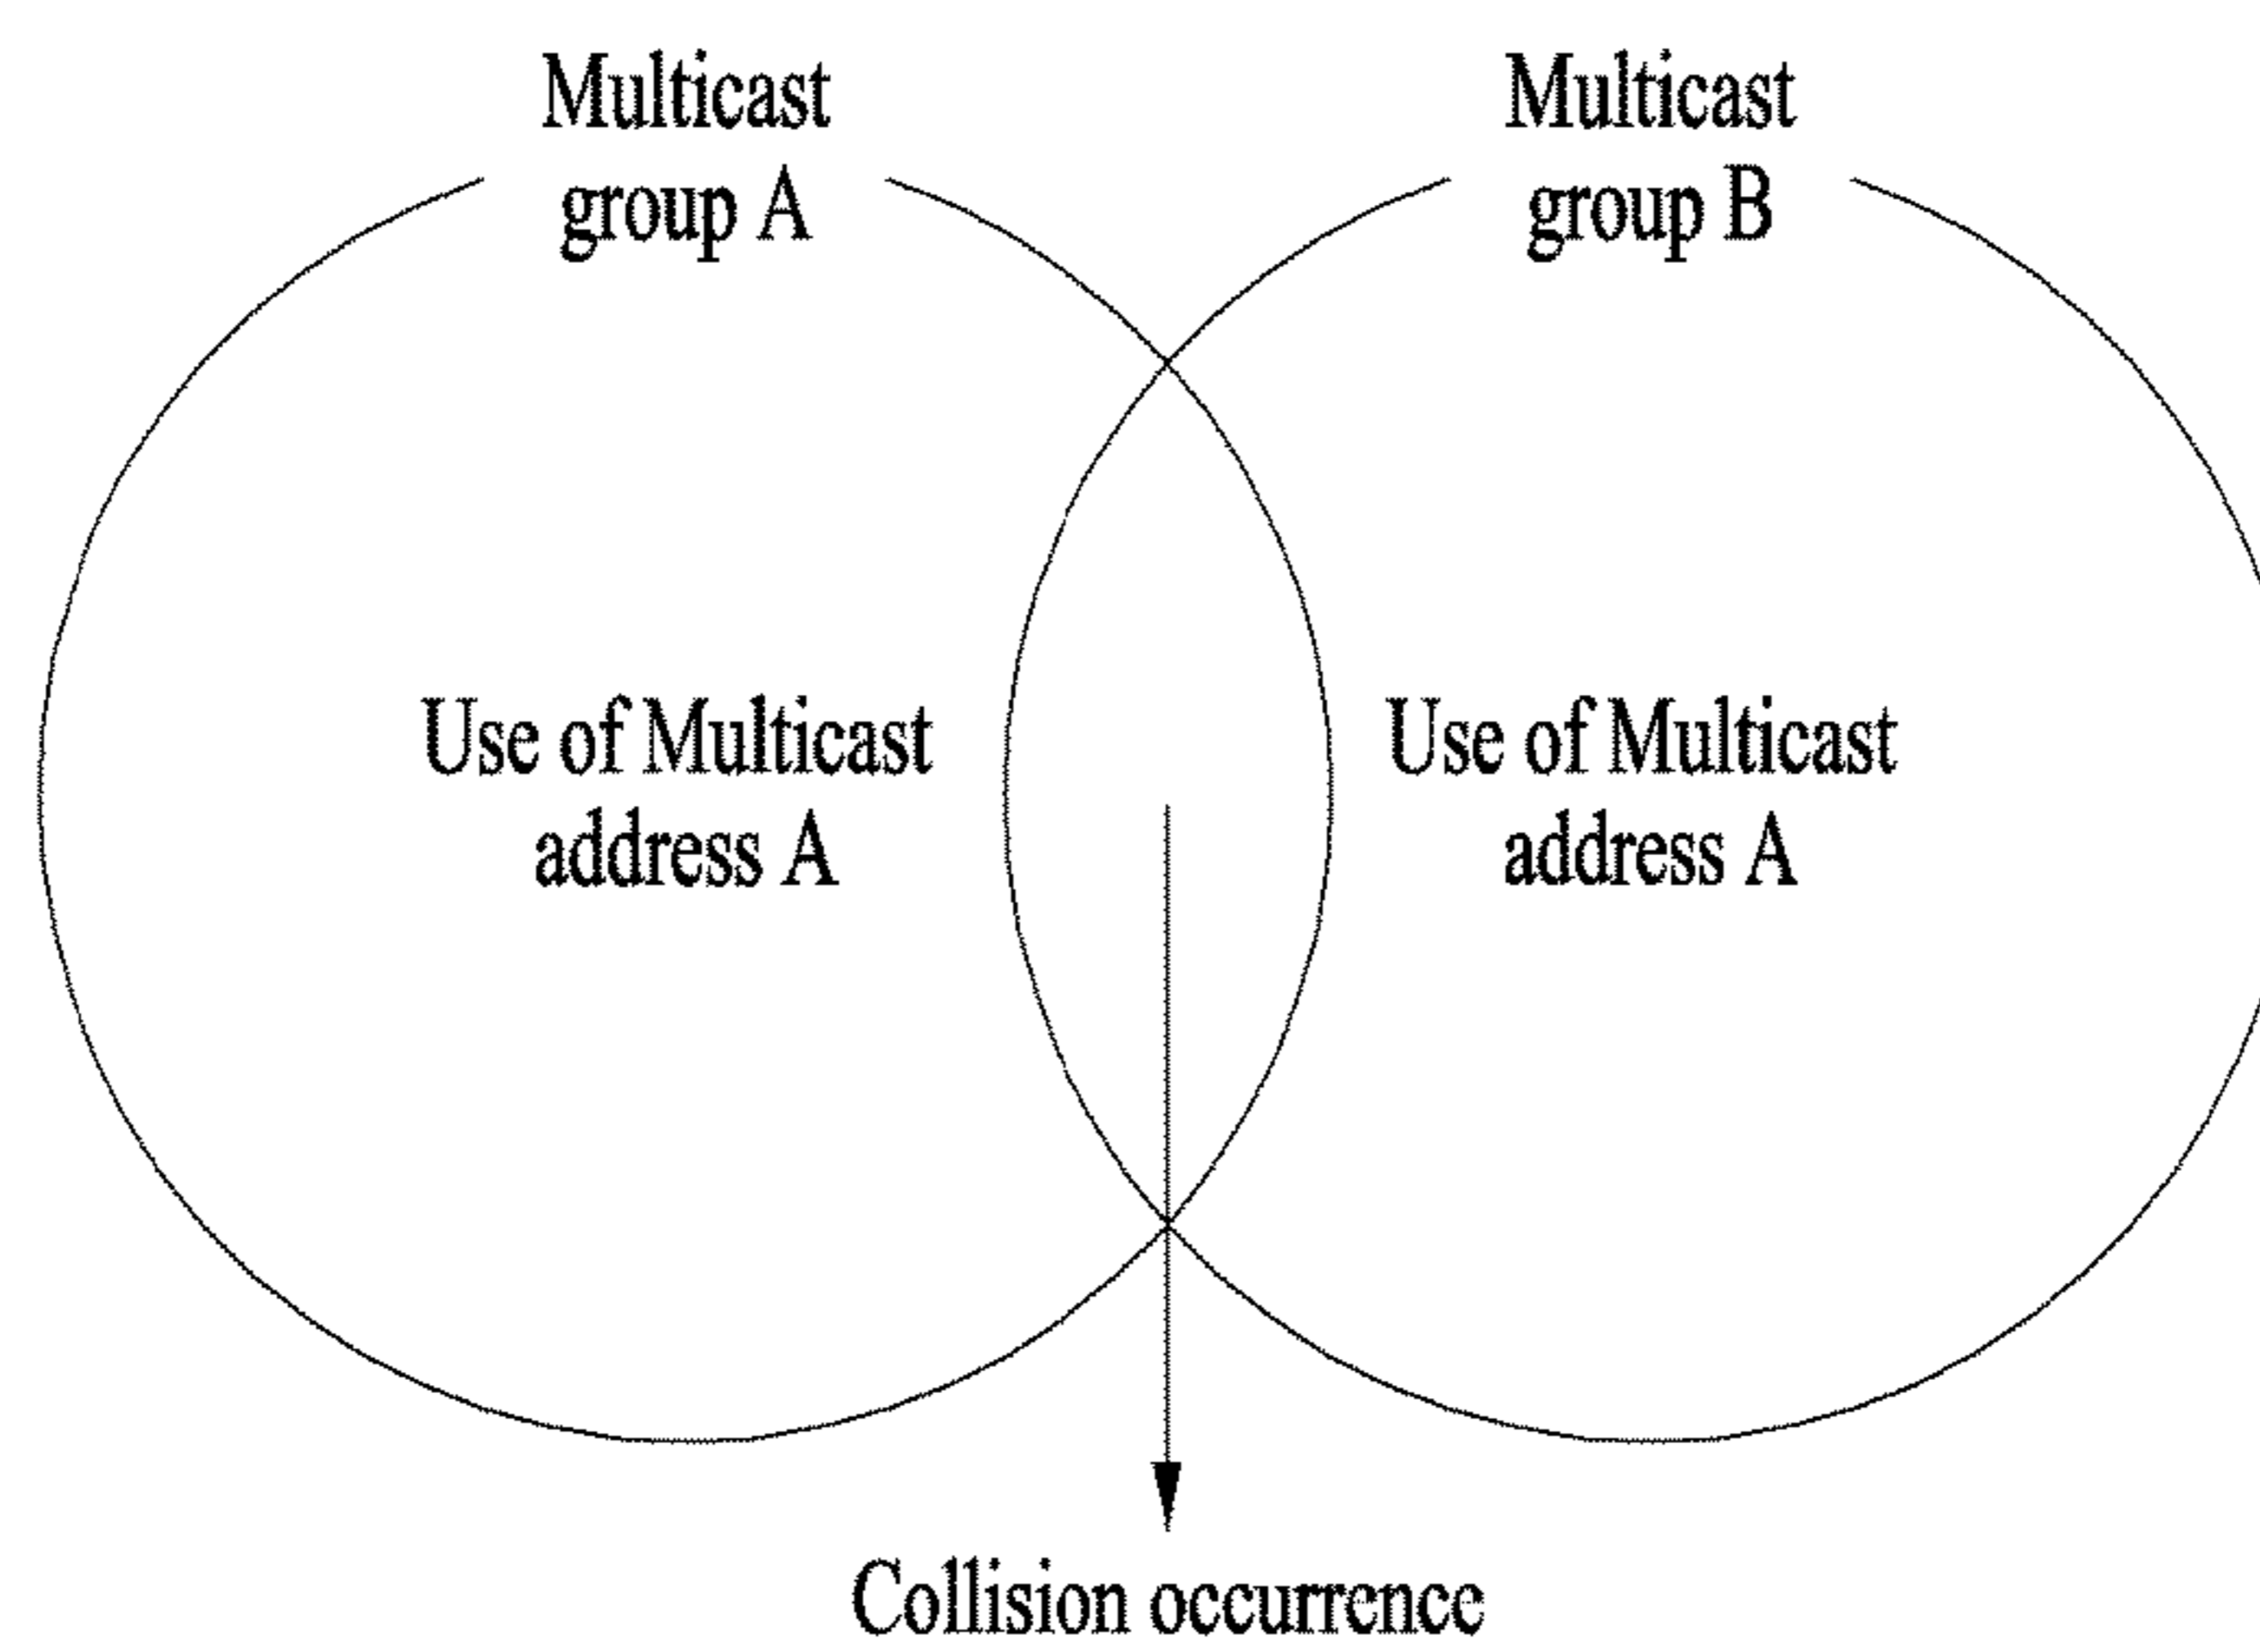 Multicast
group A
Multicast
group B
Use of Multicast
address A
Use of Multicast
address A
Collision occurrence